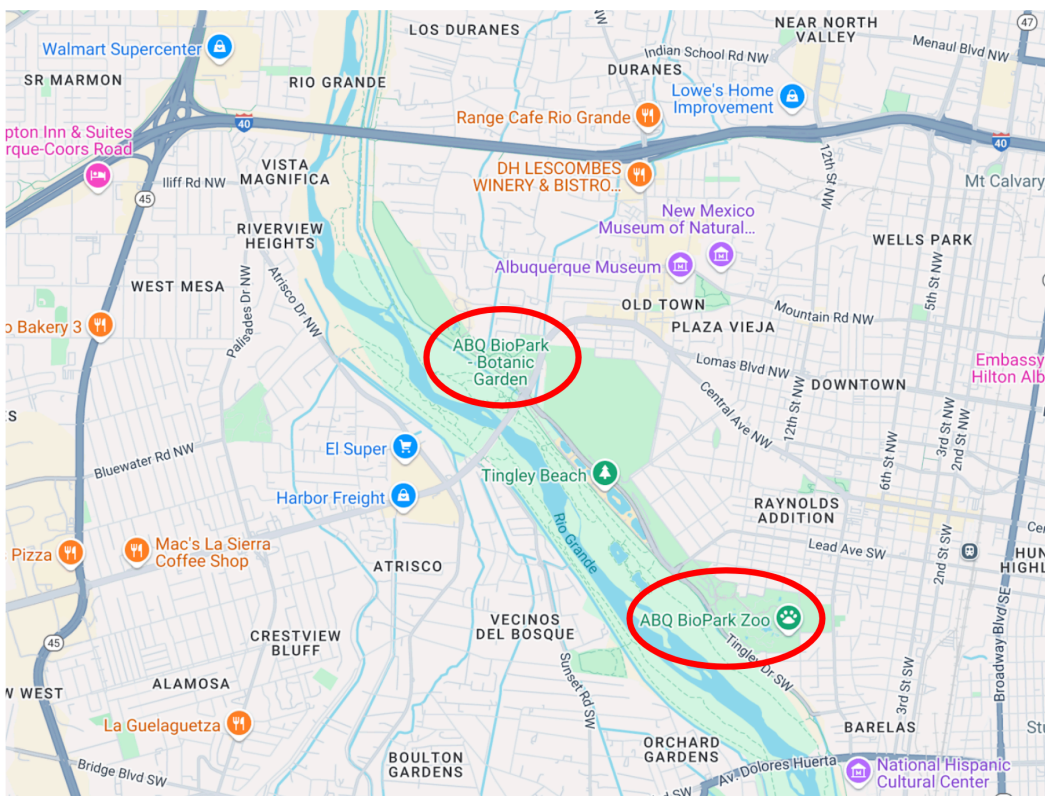 LOS DURANES
NEAR NORTH
VALLEY
47
Walmart Supercenter
Menaul Blvd NW
Indian School Rd NW
SR MARMON
RIO GRANDE
DURANES
Lowe's Home
Improvement
Range Cafe Rio Grande
40
pton Inn & Suites
rque-Coors Road
40
12th St NW
VISTA
MAGNIFICA
DH LESCOMBES
WINERY & BISTRO...
Iliff Rd NW
Mt Calvary
45
New Mexico
Museum of Natural...
RIVERVIEW
HEIGHTS
WELLS PARK
Albuquerque Museum
WEST MESA
Atrisco Dr NW
Palisades Dr NW
OLD TOWN
5th St NW
Mountain Rd NW
o Bakery 3
PLAZA VIEJA
ABQ BioPark
- Botanic
Garden
Lomas Blvd NW
Embassy
Hilton Alb
DOWNTOWN
Central Ave NW
12th St NW
S
3rd St NW
2nd St NW
El Super
Bluewater Rd NW
6th St NW
Tingley Beach
Harbor Freight
RAYNOLDS
ADDITION
Rio Grande
Cen
Pizza
Mac's La Sierra
Coffee Shop
Lead Ave SW
HUN
HIGHL
ATRISCO
2nd St SW
ABQ BioPark Zoo
VECINOS
DEL BOSQUE
45
CRESTVIEW
BLUFF
Tingley Dr SW
Broadway Blvd SE
W WEST
ALAMOSA
Sunset Rd SW
3rd St SW
La Guelaguetza
BARELAS
Stu
ORCHARD
GARDENS
BOULTON
GARDENS
Bridge Blvd SW
Av. Dolores Huerta
National Hispanic
Cultural Center
SW